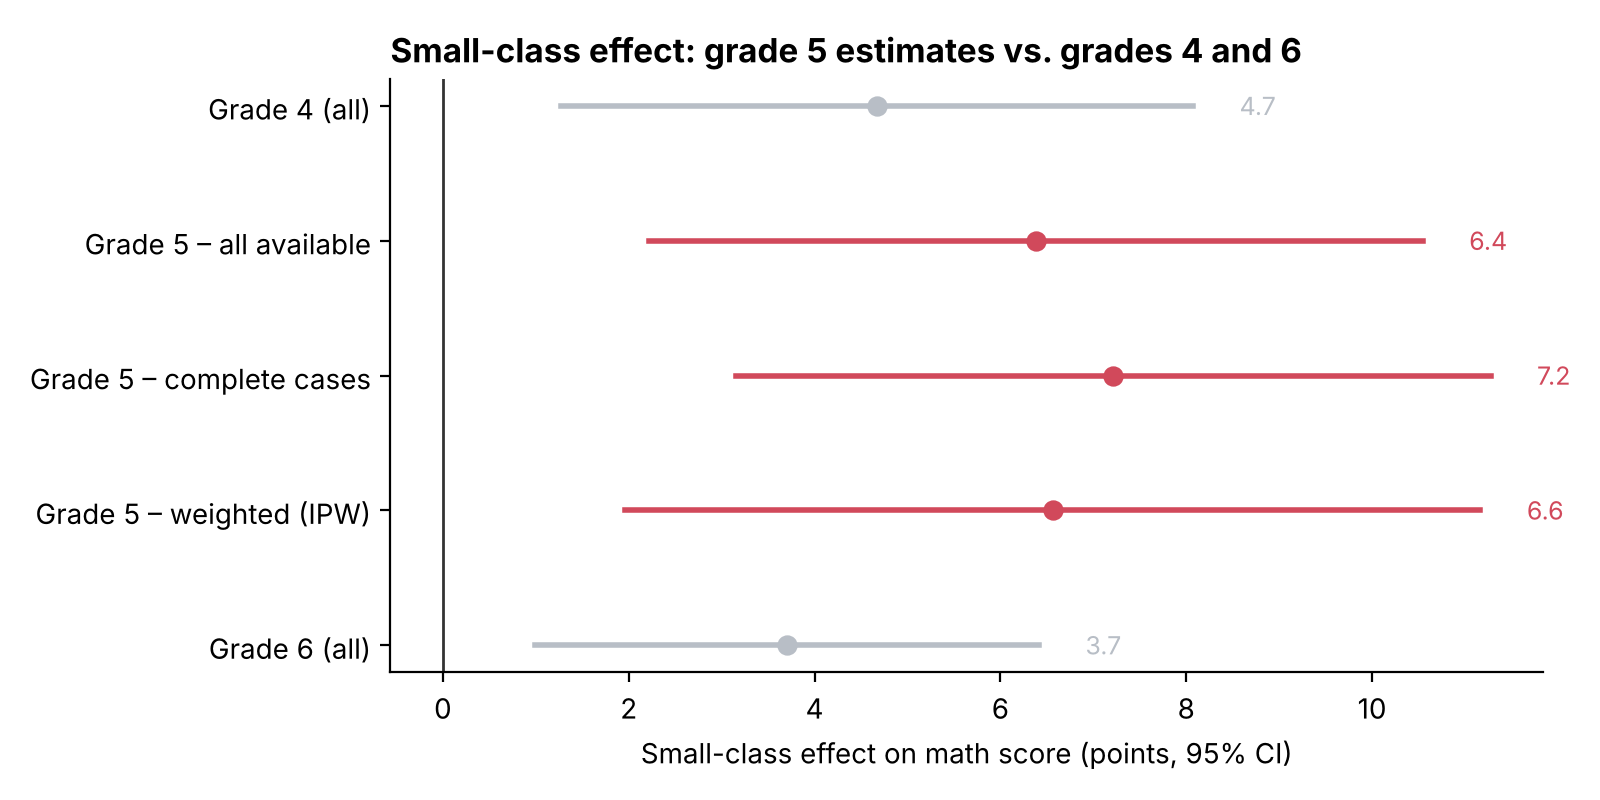 Small-class effect: grade 5 estimates vs. grades 4 and 6
Grade 4 (all)
4.7
Grade 5 – all available
6.4
Grade 5 – complete cases
7.2
Grade 5 – weighted (IPW)
6.6
Grade 6 (all)
3.7
0 2 4 6 8 10
Small-class effect on math score (points, 95% CI)